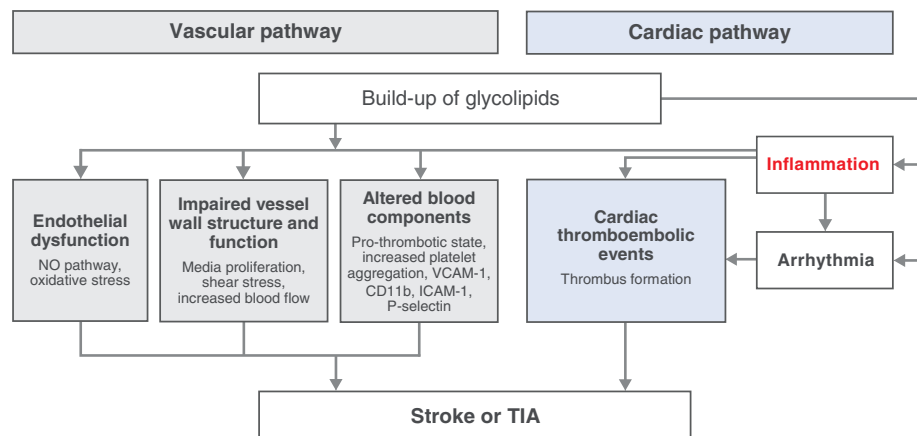 Vascular pathway
Cardiac pathway
Build-up of glycolipids
Endothelial
dysfunction
NO pathway,
oxidative stress
Impaired vessel
wall structure and
function
Media proliferation,
shear stress,
increased blood flow
Altered blood
components
Pro-thrombotic state,
increased platelet
aggregation, VCAM-1,
CD11b, ICAM-1,
P-selectin
Cardiac
thromboembolic
events
Thrombus formation
Inflammation
Arrhythmia
Stroke or TIA